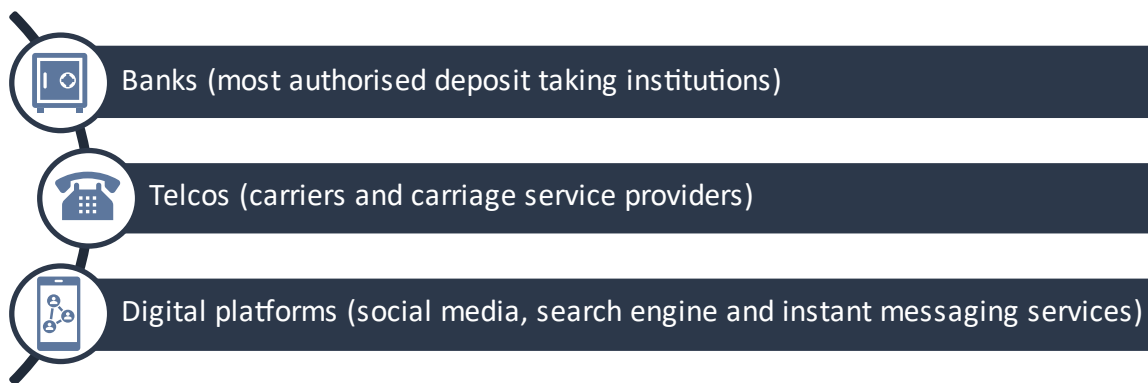 Banks (most authorised deposit taking institutions)
Telcos (carriers and carriage service providers)
Digital platforms (social media, search engine and instant messaging services)